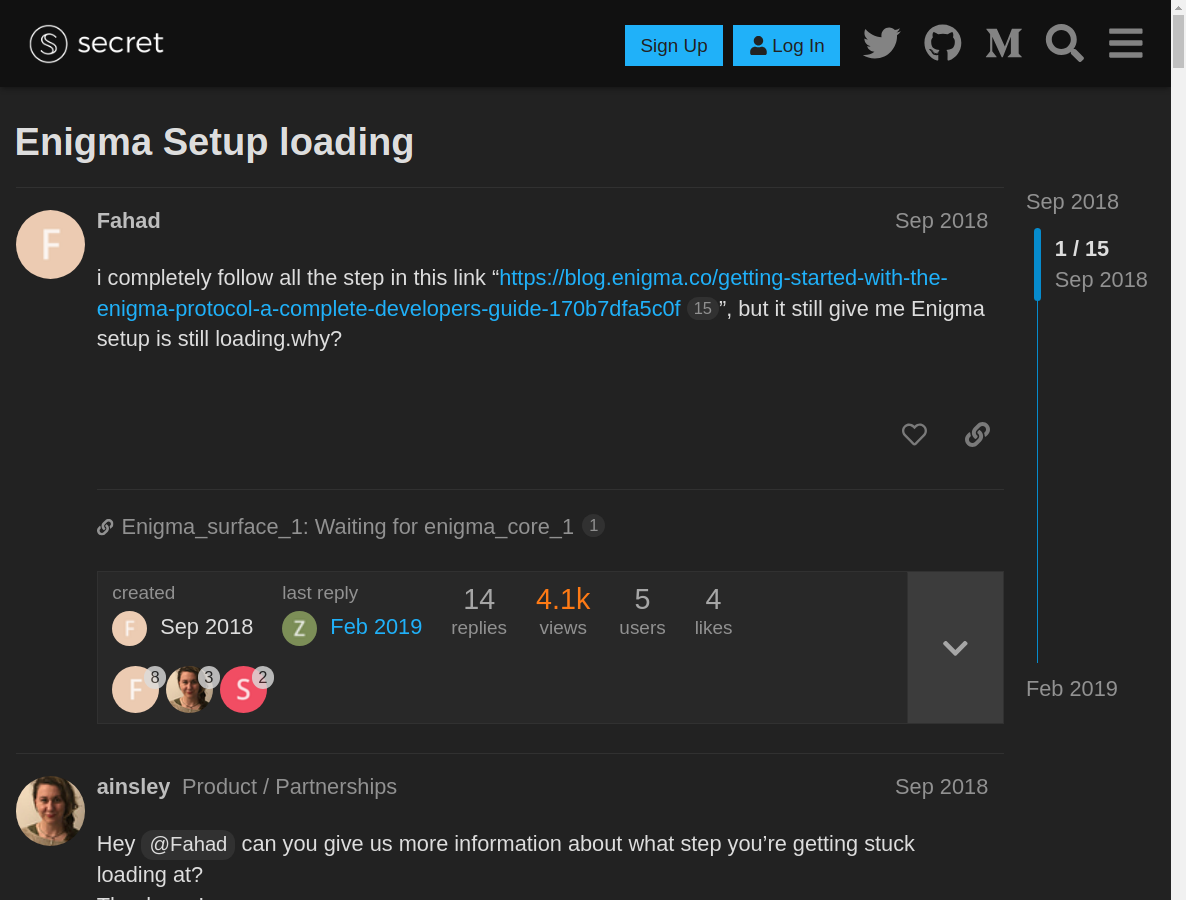 secret
Sign Up
Log In
Enigma Setup loading
Fahad
Sep 2018
i completely follow all the step in this link “https://blog.enigma.co/getting-started-with-the-
enigma-protocol-a-complete-developers-guide-170b7dfa5c0f 15 ”, but it still give me Enigma
setup is still loading.why?
Sep 2018
1 / 15
Sep 2018
Feb 2019
Enigma_surface_1: Waiting for enigma_core_1 1
created
F Sep 2018
last reply
Z Feb 2019
14
replies
4.1k
views
5
users
4
likes
F 8 3 S 2
ainsley Product / Partnerships
Sep 2018
Hey @Fahad can you give us more information about what step you’re getting stuck
loading at?